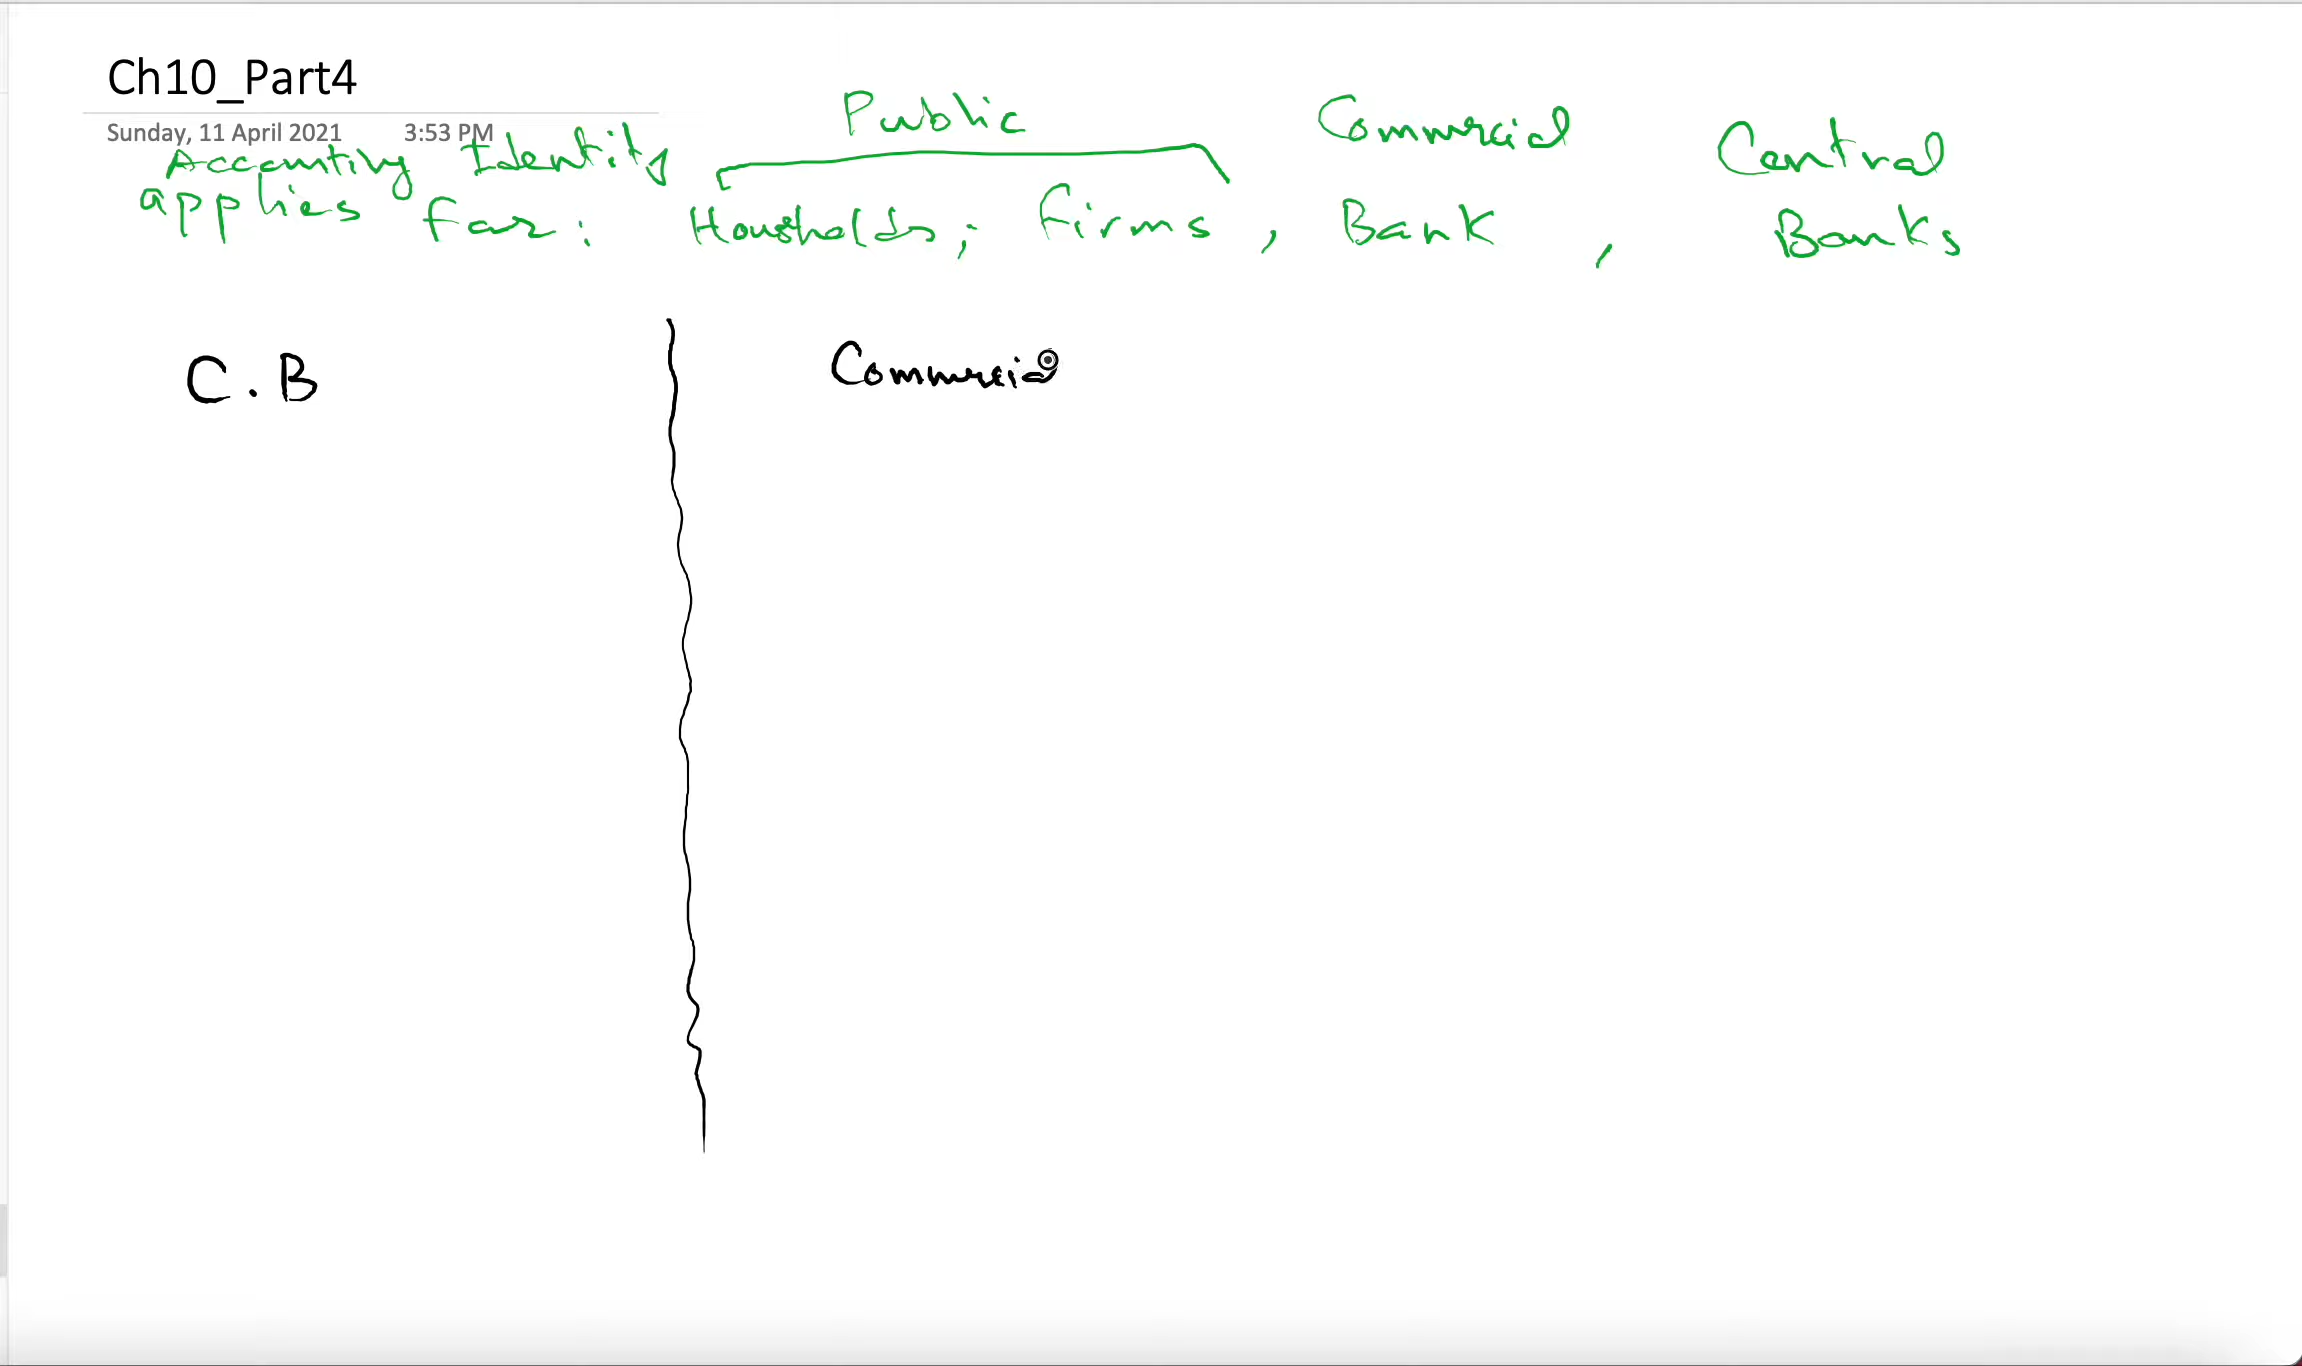 Ch10_Part4
Sunday, 11 April 2021 3:53 PM
Accounting Identity
applies for:
Public
Housholds, Firms,
Commercial
Bank,
Central
Banks
C.B
Commercial